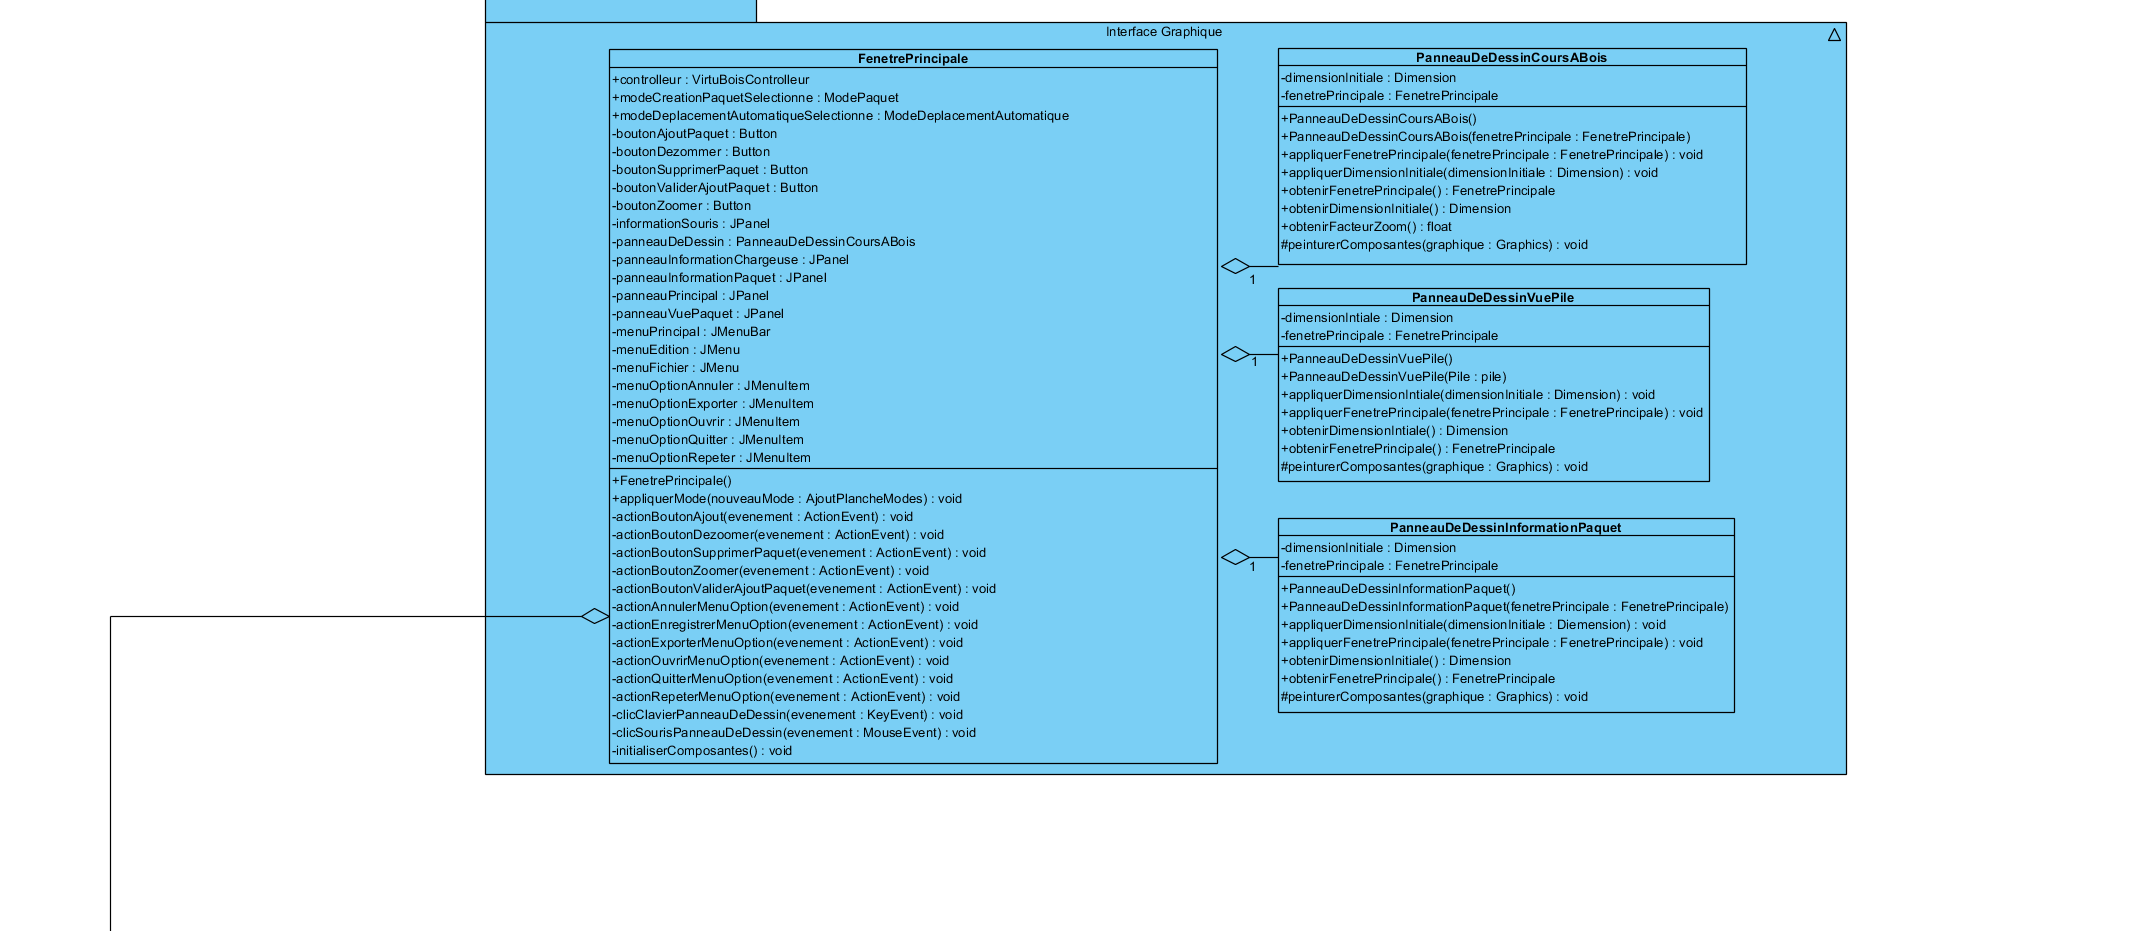 Interface Graphique
FenetrePrincipale
+controlleur : VirtuBoisControlleur
+modeCreationPaquetSelectionne : ModePaquet
+modeDeplacementAutomatiqueSelectionne : ModeDeplacementAutomatique
-boutonAjoutPaquet : Button
-boutonDezommer : Button
-boutonSupprimerPaquet : Button
-boutonValiderAjoutPaquet : Button
-boutonZoomer : Button
-informationSouris : JPanel
-panneauDeDessin : PanneauDeDessinCoursABois
-panneauInformationChargeuse : JPanel
-panneauInformationPaquet : JPanel
-panneauPrincipal : JPanel
-panneauVuePaquet : JPanel
-menuPrincipal : JMenuBar
-menuEdition : JMenu
-menuFichier : JMenu
-menuOptionAnnuler : JMenuItem
-menuOptionExporter : JMenuItem
-menuOptionOuvrir : JMenuItem
-menuOptionQuitter : JMenuItem
-menuOptionRepeter : JMenuItem
+FenetrePrincipale()
+appliquerMode(nouveauMode : AjoutPlancheModes) : void
-actionBoutonAjout(evenement : ActionEvent) : void
-actionBoutonDezoomer(evenement : ActionEvent) : void
-actionBoutonSupprimerPaquet(evenement : ActionEvent) : void
-actionBoutonZoomer(evenement : ActionEvent) : void
-actionBoutonValiderAjoutPaquet(evenement : ActionEvent) : void
-actionAnnulerMenuOption(evenement : ActionEvent) : void
-actionEnregistrerMenuOption(evenement : ActionEvent) : void
-actionExporterMenuOption(evenement : ActionEvent) : void
-actionOuvrirMenuOption(evenement : ActionEvent) : void
-actionQuitterMenuOption(evenement : ActionEvent) : void
-actionRepeterMenuOption(evenement : ActionEvent) : void
-clicClavierPanneauDeDessin(evenement : KeyEvent) : void
-clicSourisPanneauDeDessin(evenement : MouseEvent) : void
-initialiserComposantes() : void
PanneauDeDessinCoursABois
-dimensionInitiale : Dimension
-fenetrePrincipale : FenetrePrincipale
+PanneauDeDessinCoursABois()
+PanneauDeDessinCoursABois(fenetrePrincipale : FenetrePrincipale)
+appliquerFenetrePrincipale(fenetrePrincipale : FenetrePrincipale) : void
+appliquerDimensionInitiale(dimensionInitiale : Dimension) : void
+obtenirFenetrePrincipale() : FenetrePrincipale
+obtenirDimensionInitiale() : Dimension
+obtenirFacteurZoom() : float
#peinturerComposantes(graphique : Graphics) : void
1
PanneauDeDessinVuePile
-dimensionIntiale : Dimension
-fenetrePrincipale : FenetrePrincipale
+PanneauDeDessinVuePile()
+PanneauDeDessinVuePile(Pile : pile)
+appliquerDimensionIntiale(dimensionInitiale : Dimension) : void
+appliquerFenetrePrincipale(fenetrePrincipale : FenetrePrincipale) : void
+obtenirDimensionIntiale() : Dimension
+obtenirFenetrePrincipale() : FenetrePrincipale
#peinturerComposantes(graphique : Graphics) : void
1
PanneauDeDessinInformationPaquet
-dimensionInitiale : Dimension
-fenetrePrincipale : FenetrePrincipale
+PanneauDeDessinInformationPaquet()
+PanneauDeDessinInformationPaquet(fenetrePrincipale : FenetrePrincipale)
+appliquerDimensionInitiale(dimensionInitiale : Diemension) : void
+appliquerFenetrePrincipale(fenetrePrincipale : FenetrePrincipale) : void
+obtenirDimensionInitiale() : Dimension
+obtenirFenetrePrincipale() : FenetrePrincipale
#peinturerComposantes(graphique : Graphics) : void
1